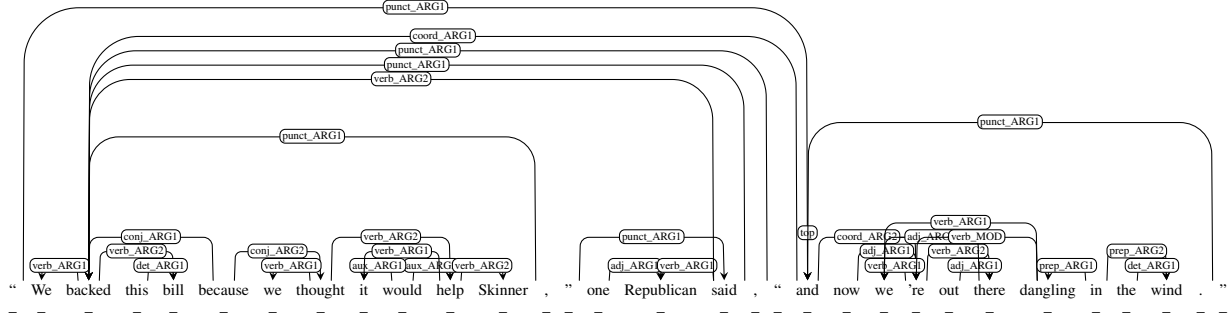 punct_ARG1
coord_ARG1
punct_ARG1
punct_ARG1
verb_ARG2
punct_ARG1 punct_ARG1
verb_ARG1
conj_ARG1 verb_ARG2 punct_ARG1 top coord_ARG2 verb_MOD
verb_ARG2 conj_ARG2 verb_ARG1 adj_ARG1 verb_ARG2 prep_ARG2
verb_ARG1 det_ARG1 verb_ARG1 aux_ARG1 verb_ARG2 adj_ARG1 verb_ARG1 verb_ARG1 adj_ARG1 prep_ARG1 det_ARG1
“ We backed this bill because we thought it would help Skinner , ” one Republican said , “ and now we 're out there dangling in the wind . ”
_ _ _ _ _ _ _ _ _ _ _ _ _ _ _ _ _ _ _ _ _ _ _ _ _ _ _ _ _ _ _